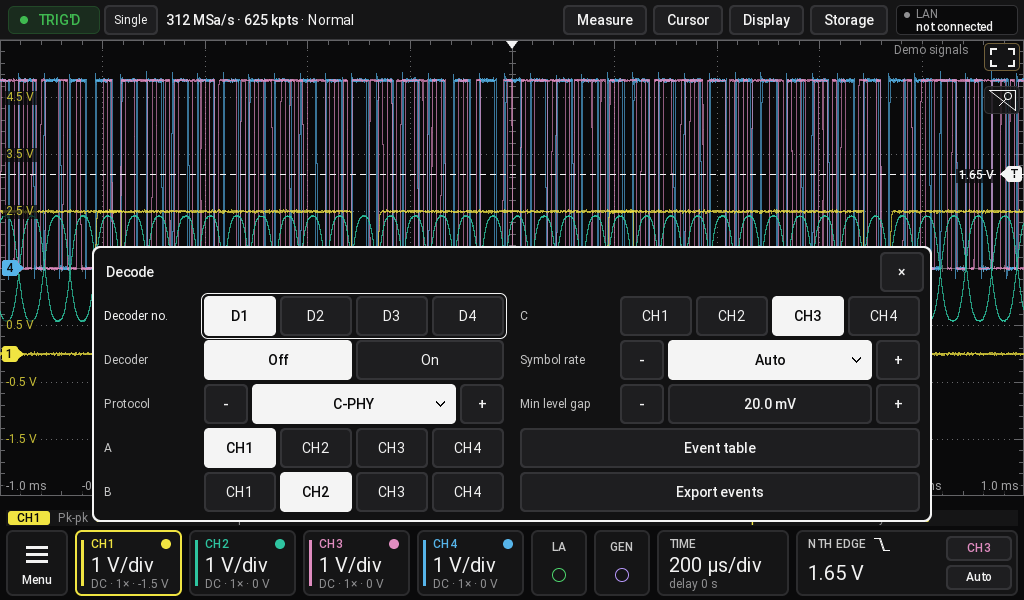 TRIG'D Single 312 MSa/s · 625 kpts · Normal Measure Cursor Display Storage LAN not connected
Demo signals
4.5 V
3.5 V
1.65 V T
2.5 V
4
0.5 V
1
-0.5 V
-1.5 V
-1.0 ms
1.0 ms
Decode ×
Decoder no. D1 D2 D3 D4
Decoder Off On
Protocol - C-PHY +
A CH1 CH2 CH3 CH4
B CH1 CH2 CH3 CH4
C CH1 CH2 CH3 CH4
Symbol rate - Auto +
Min level gap - 20.0 mV +
Event table
Export events
CH1 Pk-pk
Menu
CH1
1 V/div
DC · 1× · -1.5 V
CH2
1 V/div
DC · 1× · 0 V
CH3
1 V/div
DC · 1× · 0 V
CH4
1 V/div
DC · 1× · 0 V
LA
GEN
TIME
200 µs/div
delay 0 s
NTH EDGE CH3
1.65 V Auto